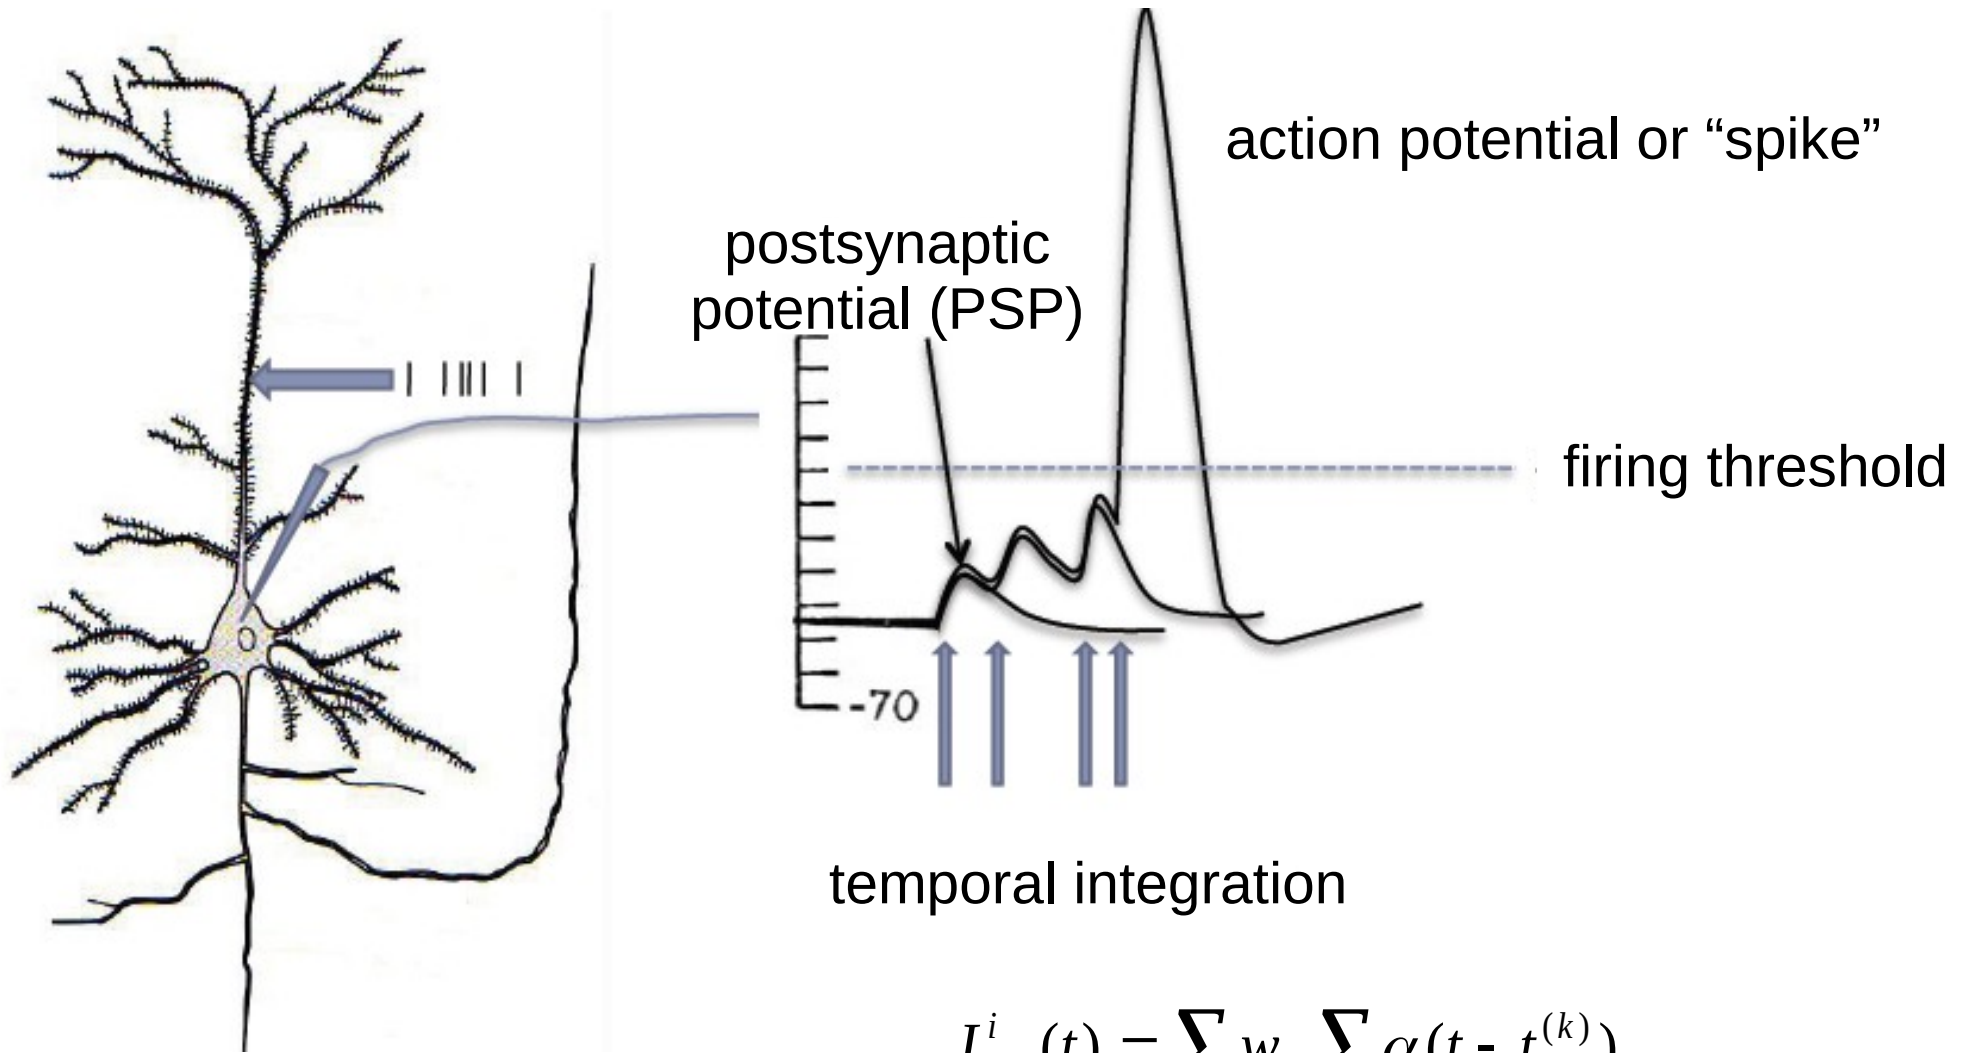 action potential or “spike”
postsynaptic
potential (PSP)
firing threshold
-70
temporal integration
I^i (t) = ∑ w ∑ α(t - t^(k))